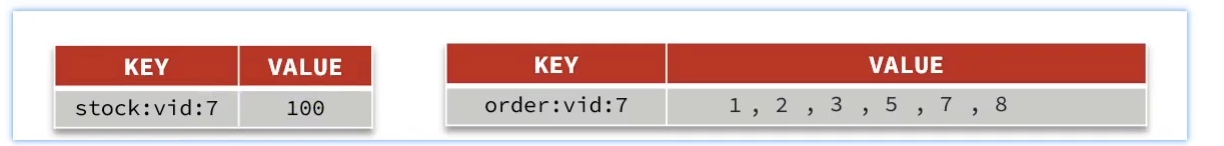 KEY VALUE KEY VALUE
stock:vid:7 100 order:vid:7 1 , 2 , 3 , 5 , 7 , 8